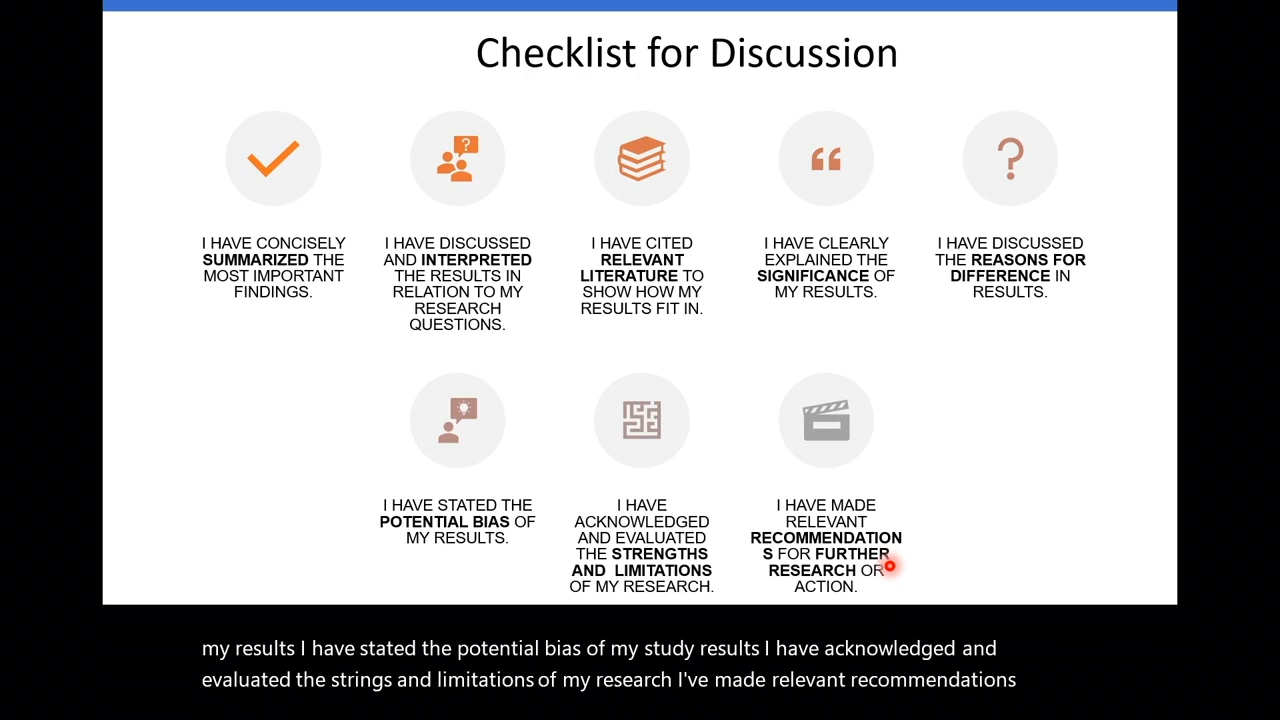 Checklist for Discussion
I HAVE CONCISELY
SUMMARIZED THE
MOST IMPORTANT
FINDINGS.
I HAVE DISCUSSED
AND INTERPRETED
THE RESULTS IN
RELATION TO MY
RESEARCH
QUESTIONS.
I HAVE CITED
RELEVANT
LITERATURE TO
SHOW HOW MY
RESULTS FIT IN.
I HAVE CLEARLY
EXPLAINED THE
SIGNIFICANCE OF
MY RESULTS.
I HAVE DISCUSSED
THE REASONS FOR
DIFFERENCE IN
RESULTS.
I HAVE STATED THE
POTENTIAL BIAS OF
MY RESULTS.
I HAVE
ACKNOWLEDGED
AND EVALUATED
THE STRENGTHS
AND LIMITATIONS
OF MY RESEARCH.
I HAVE MADE
RELEVANT
RECOMMENDATION
S FOR FURTHER
RESEARCH OR
ACTION.
my results I have stated the potential bias of my study results I have acknowledged and
evaluated the strings and limitations of my research I've made relevant recommendations